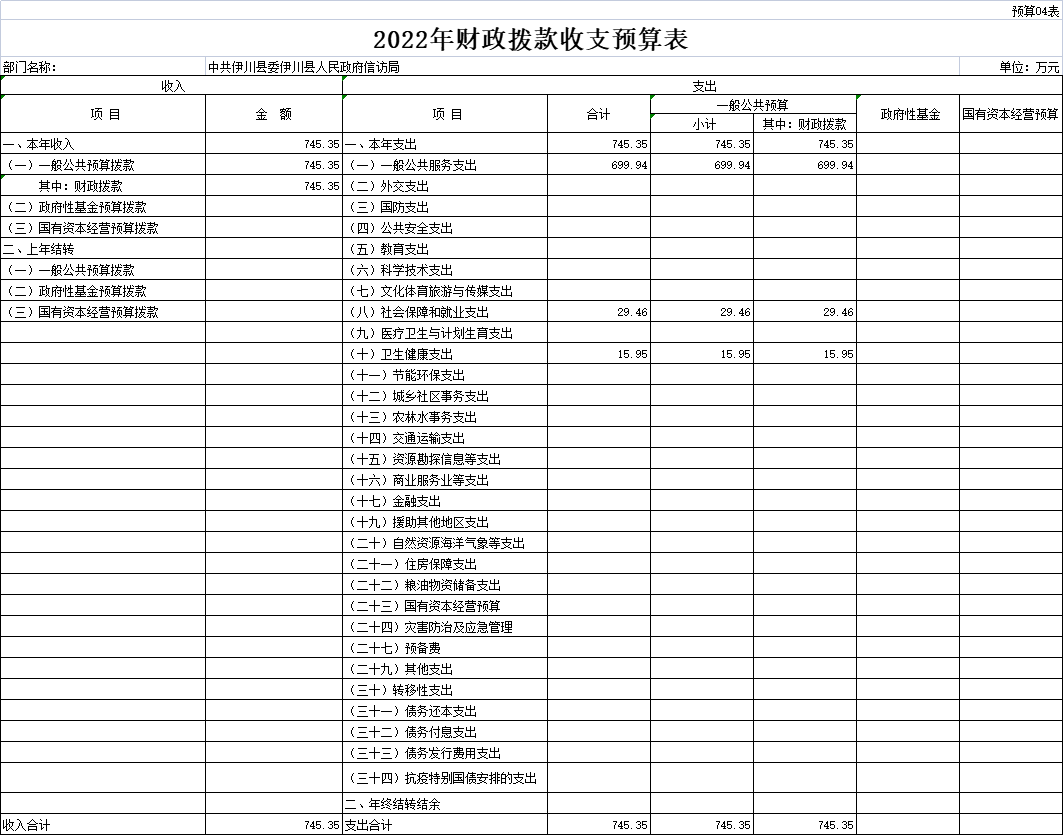 预算04表
2022年财政拨款收支预算表
部门名称： 中共伊川县委伊川县人民政府信访局 单位：万元
收入 支出
项 目 金 额 项 目 合计 一般公共预算 政府性基金 国有资本经营预算
小计 其中：财政拨款
一、本年收入 745.35 一、本年支出 745.35 745.35 745.35
（一）一般公共预算拨款 745.35 （一）一般公共服务支出 699.94 699.94 699.94
其中：财政拨款 745.35 （二）外交支出
（二）政府性基金预算拨款 （三）国防支出
（三）国有资本经营预算拨款 （四）公共安全支出
二、上年结转 （五）教育支出
（一）一般公共预算拨款 （六）科学技术支出
（二）政府性基金预算拨款 （七）文化体育旅游与传媒支出
（三）国有资本经营预算拨款 （八）社会保障和就业支出 29.46 29.46 29.46
（九）医疗卫生与计划生育支出
（十）卫生健康支出 15.95 15.95 15.95
（十一）节能环保支出
（十二）城乡社区事务支出
（十三）农林水事务支出
（十四）交通运输支出
（十五）资源勘探信息等支出
（十六）商业服务业等支出
（十七）金融支出
（十九）援助其他地区支出
（二十）自然资源海洋气象等支出
（二十一）住房保障支出
（二十二）粮油物资储备支出
（二十三）国有资本经营预算
（二十四）灾害防治及应急管理
（二十七）预备费
（二十九）其他支出
（三十）转移性支出
（三十一）债务还本支出
（三十二）债务付息支出
（三十三）债务发行费用支出
（三十四）抗疫特别国债安排的支出
二、年终结转结余
收入合计 745.35 支出合计 745.35 745.35 745.35